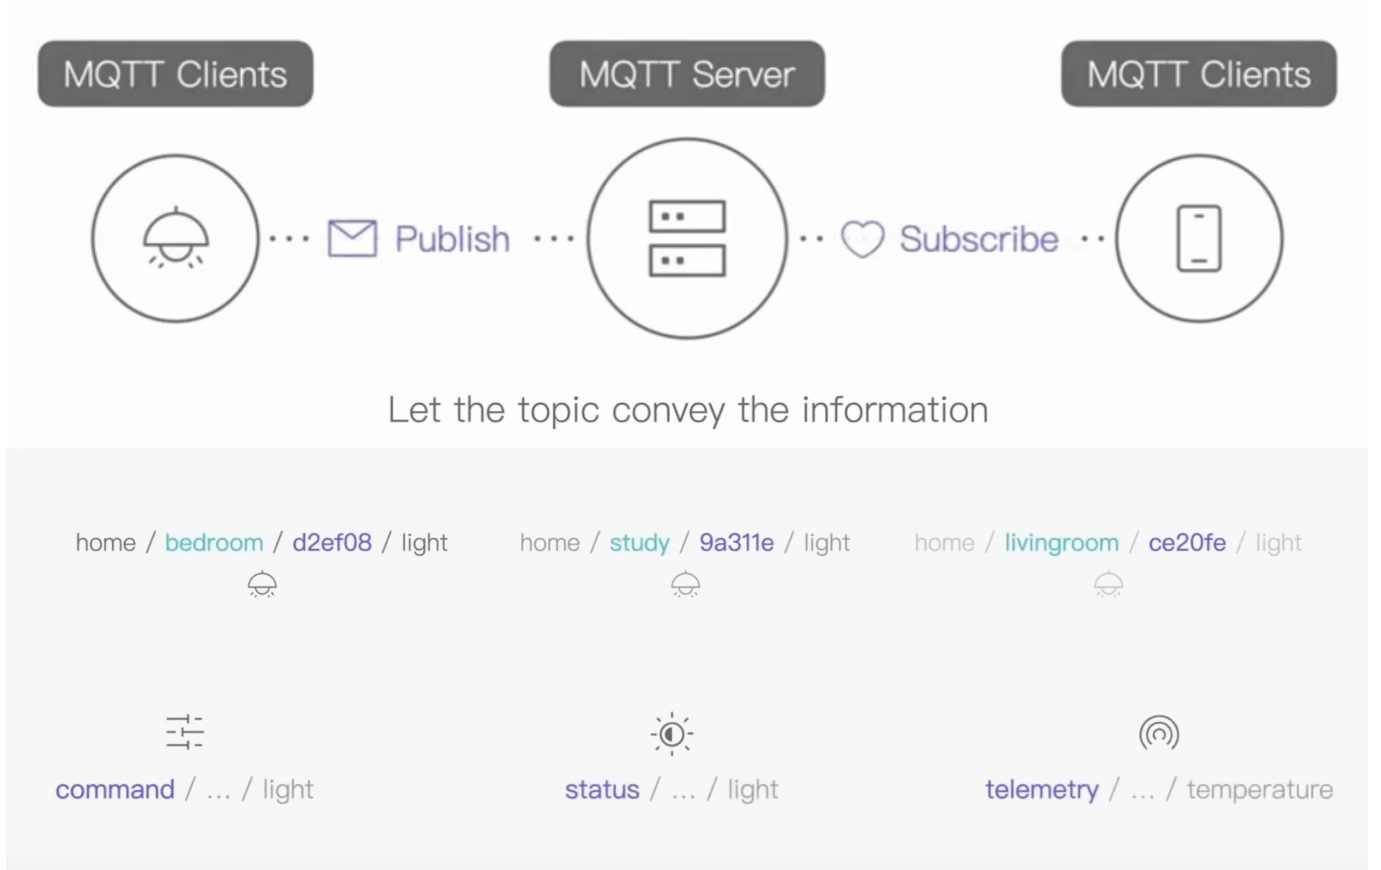 MQTT Clients MQTT Server MQTT Clients
Publish Subscribe
Let the topic convey the information
home / bedroom / d2ef08 / light home / study / 9a311e / light home / livingroom / ce20fe / light
command / ... / light status / ... / light telemetry / ... / temperature